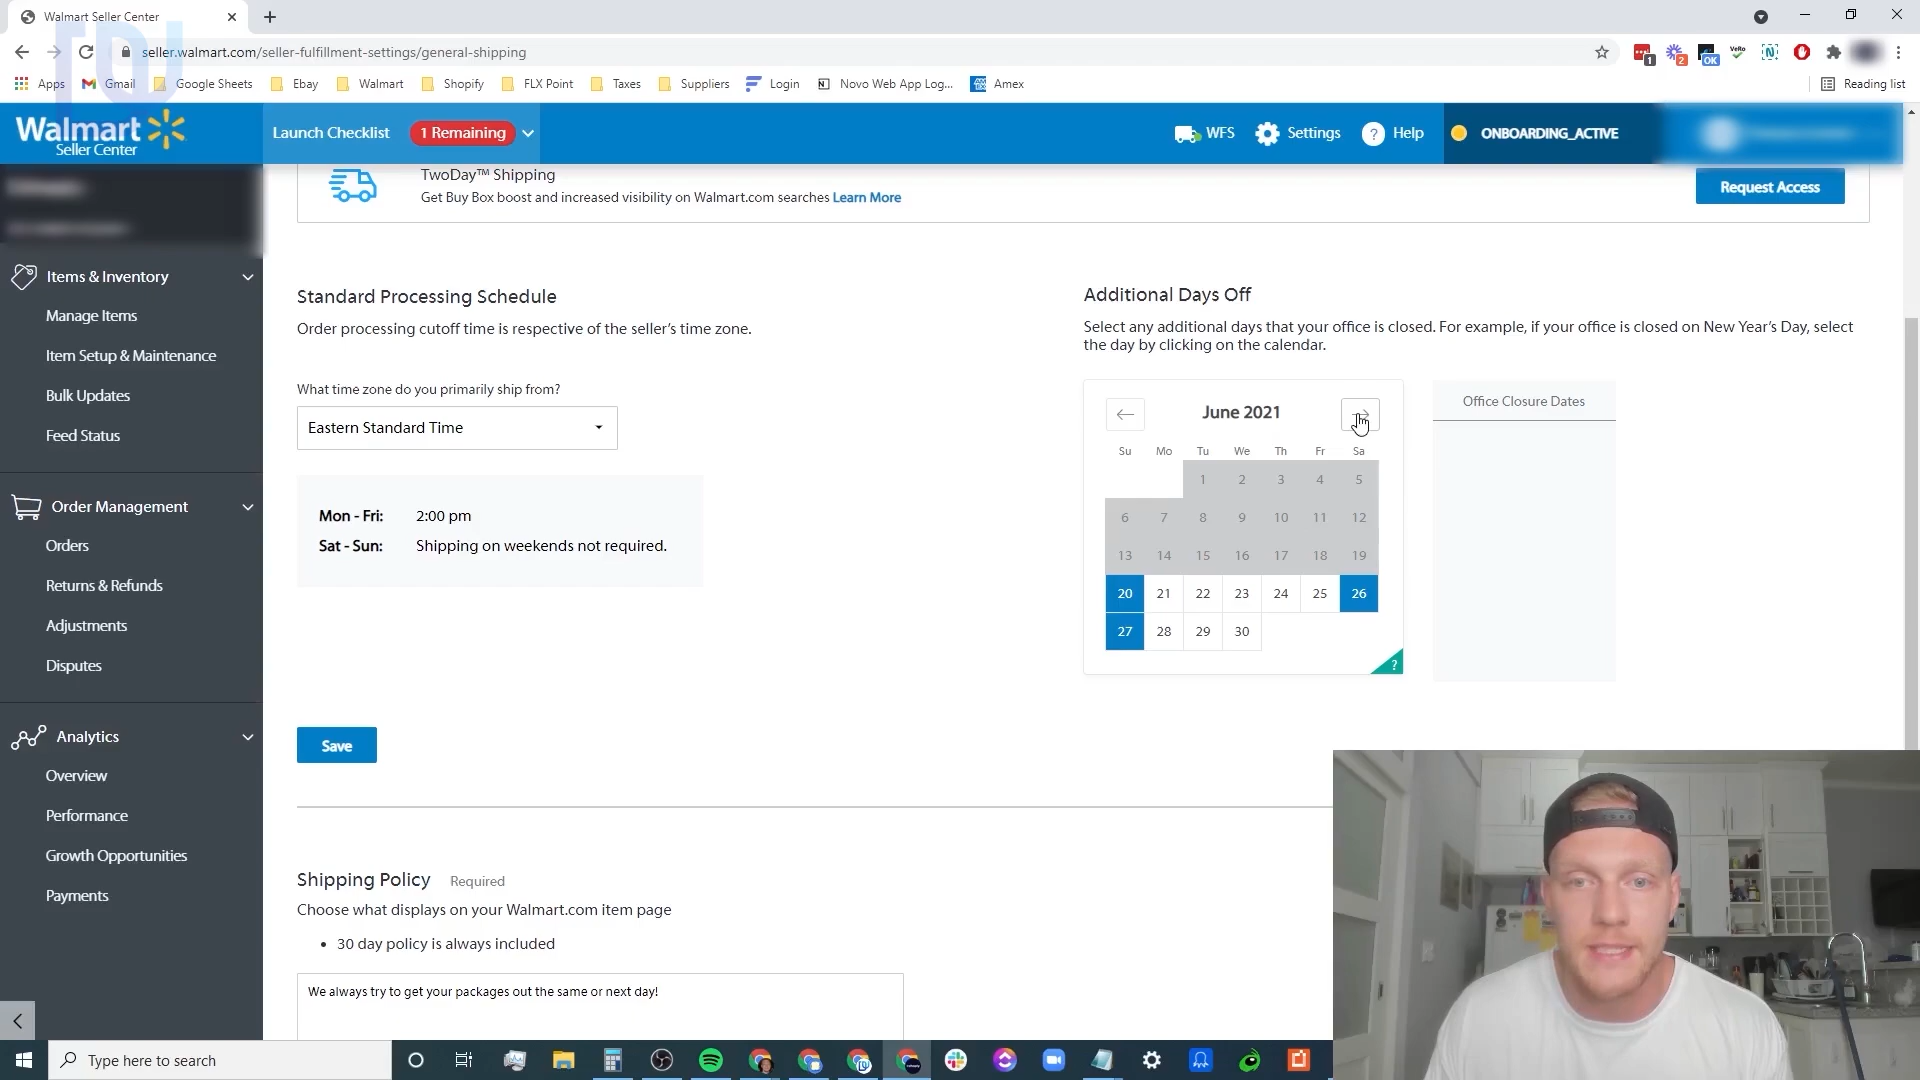 Walmart Seller Center
seller.walmart.com/seller-fulfillment-settings/general-shipping
1
2
OK
VeRo
Apps
Gmail
Google Sheets
Ebay
Walmart
Shopify
FLX Point
Taxes
Suppliers
Login
Novo Web App Log...
Amex
Reading list
Walmart
Seller Center
Launch Checklist
1 Remaining
WFS
Settings
Help
ONBOARDING_ACTIVE
TwoDay™ Shipping
Get Buy Box boost and increased visibility on Walmart.com searches Learn More
Request Access
Items & Inventory
Manage Items
Item Setup & Maintenance
Bulk Updates
Feed Status
Order Management
Orders
Returns & Refunds
Adjustments
Disputes
Analytics
Overview
Performance
Growth Opportunities
Payments
Standard Processing Schedule
Order processing cutoff time is respective of the seller's time zone.
What time zone do you primarily ship from?
Eastern Standard Time
Mon - Fri: 2:00 pm
Sat - Sun: Shipping on weekends not required.
Save
Additional Days Off
Select any additional days that your office is closed. For example, if your office is closed on New Year's Day, select
the day by clicking on the calendar.
June 2021
Su Mo Tu We Th Fr Sa
1 2 3 4 5
6 7 8 9 10 11 12
13 14 15 16 17 18 19
20 21 22 23 24 25 26
27 28 29 30
?
Office Closure Dates
Shipping Policy Required
Choose what displays on your Walmart.com item page
• 30 day policy is always included
We always try to get your packages out the same or next day!
Type here to search